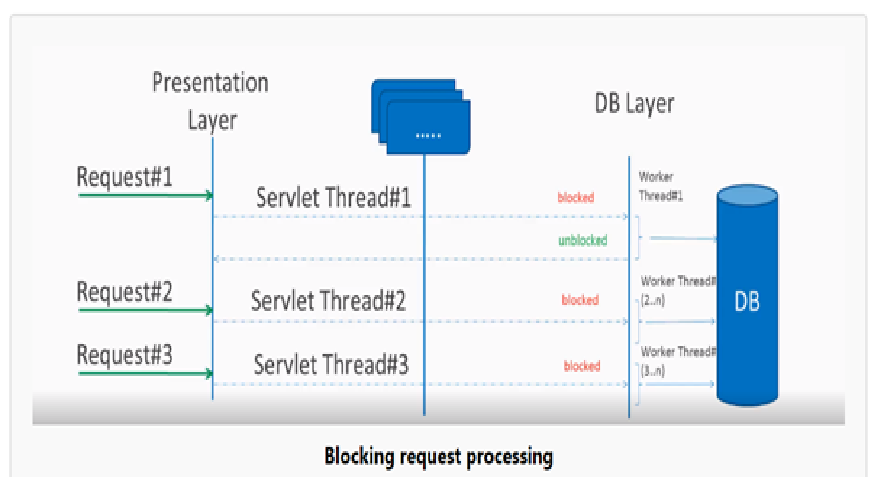 Presentation
Layer
.....
DB Layer
Request#1
Servlet Thread#1
blocked
Worker
Thread#1
unblocked
Request#2
Servlet Thread#2
blocked
Worker Thread#
(2..n)
DB
Request#3
Servlet Thread#3
blocked
Worker Thread#
(3..n)
Blocking request processing